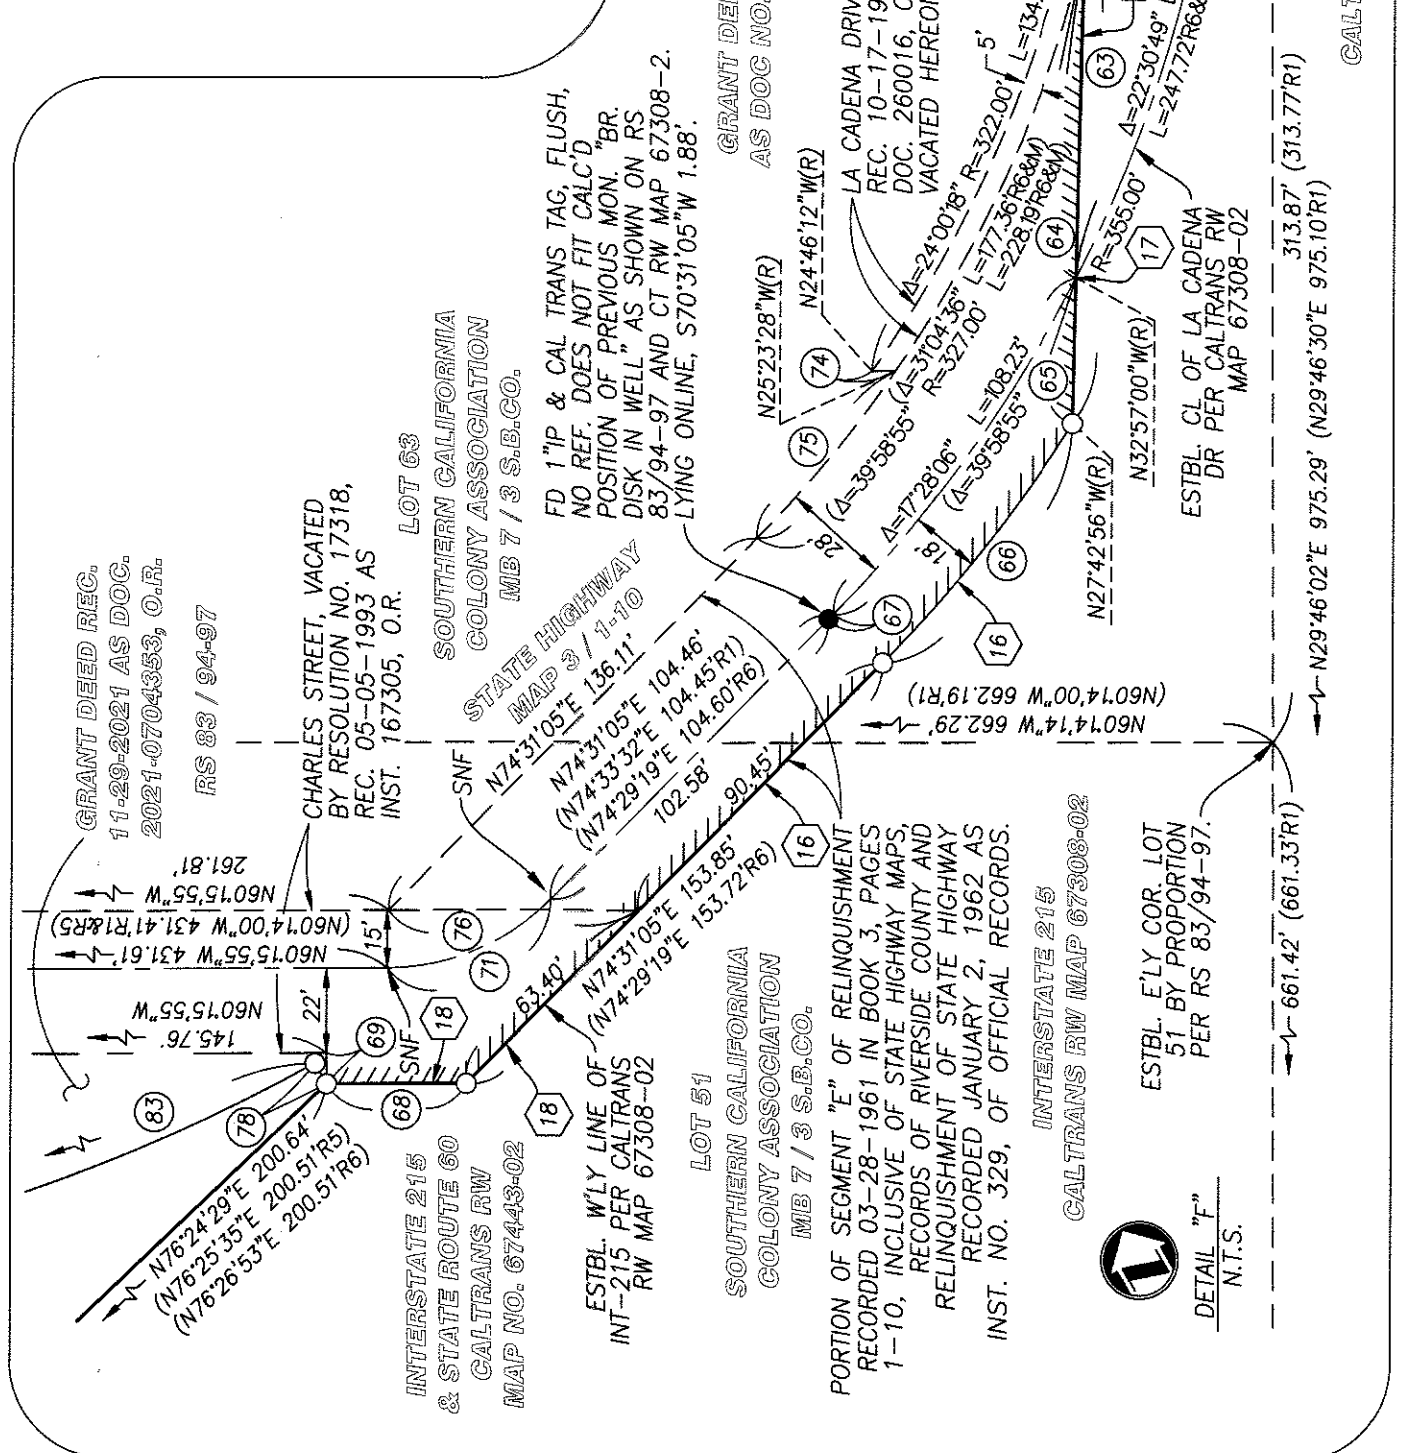 GRANT DEED REC.
11-29-2021 AS DOC.
2021-0704353, O.R.
RS 83 / 94-97
CHARLES STREET, VACATED
BY RESOLUTION NO. 17318,
REC. 05-05-1993 AS
INST. 167305, O.R.
LOT 63
SOUTHERN CALIFORNIA
COLONY ASSOCIATION
MB 7 / 3 S.B.CO.
FD 1"IP & CAL TRANS TAG, FLUSH,
NO REF. DOES NOT FIT CALC'D
POSITION OF PREVIOUS MON. "BR.
DISK IN WELL" AS SHOWN ON RS
83/94-97 AND CT RW MAP 67308-2.
LYING ONLINE, S70°31'05"W 1.88'.
GRANT DEE
AS DOC NO.
LA CADENA DRIV
REC. 10-17-19
DOC. 260016, O
VACATED HEREON
STATE HIGHWAY
MAP 3 / 1-10
N74°31'05"E 136.11'
N74°31'05"E 104.46'
(N74°33'32"E 104.45'R1)
(N74°29'19"E 104.60'R6)
102.58'
90.45'
SNF
N60°15'55"W
261.81'
(N60°14'00"W 431.41'R1&R5)
N60°15'55"W 431.61'
N60°15'55"W
145.76'
15'
22'
SNF
63.40'
N74°31'05"E 153.85'
(N74°29'19"E 153.72'R6)
83
78
69
68
18
18
71
76
16
16
67
66
65
64
63
75
74
17
N76°24'29"E 200.64'
(N76°25'35"E 200.51'R5)
(N76°26'53"E 200.51'R6)
N25°23'28"W(R)
N24°46'12"W(R)
Δ=24°00'18" R=322.00' L=134.
5'
(Δ=31°04'36" L=177.36'R6&M)
(Δ=39°58'55" R=327.00' L=228.19'R6&M)
Δ=17°28'06" L=108.23'
(Δ=39°58'55"
28'
18'
R=355.00'
Δ=22°30'49"
L=247.72'R6&
N27°42'56"W(R)
N32°57'00"W(R)
ESTBL. CL OF LA CADENA
DR PER CALTRANS RW
MAP 67308-02
N60°14'14"W 662.29'
(N60°14'00"W 662.19'R1)
INTERSTATE 215
& STATE ROUTE 60
CALTRANS RW
MAP NO. 67443-02
ESTBL. W'LY LINE OF
INT-215 PER CALTRANS
RW MAP 67308-02
LOT 51
SOUTHERN CALIFORNIA
COLONY ASSOCIATION
MB 7 / 3 S.B.CO.
PORTION OF SEGMENT "E" OF RELINQUISHMENT
RECORDED 03-28-1961 IN BOOK 3, PAGES
1-10, INCLUSIVE OF STATE HIGHWAY MAPS,
RECORDS OF RIVERSIDE COUNTY AND
RELINQUISHMENT OF STATE HIGHWAY
RECORDED JANUARY 2, 1962 AS
INST. NO. 329, OF OFFICIAL RECORDS.
INTERSTATE 215
CALTRANS RW MAP 67308-02
ESTBL. E'LY COR. LOT
51 BY PROPORTION
PER RS 83/94-97.
661.42' (661.33'R1)
313.87' (313.77'R1)
N29°46'02"E 975.29' (N29°46'30"E 975.10'R1)
CALT
DETAIL "F"
N.T.S.